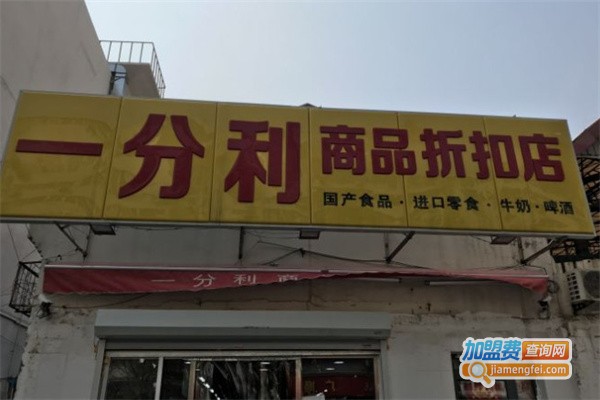 一分利商品折扣店
国产食品·进口零食·牛奶·啤酒
一分利商
加盟费查询网
jiamengfei.com